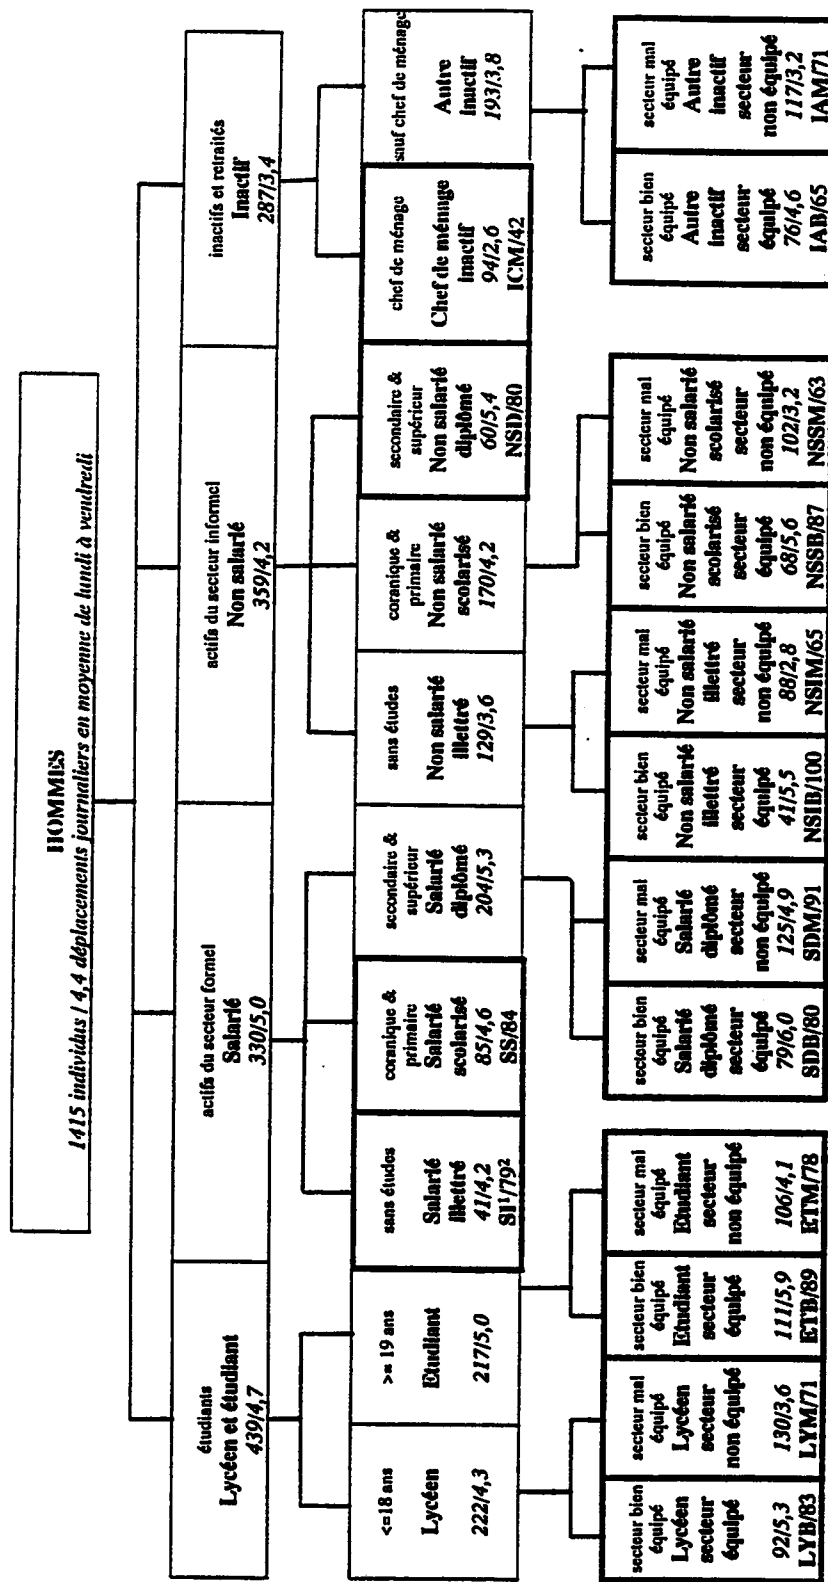 HOMMES
1415 individus / 4,4 déplacements journaliers en moyenne de lundi à vendredi
étudiants
Lycéen et étudiant
439/4,7
actifs du secteur formel
Salarié
330/5,0
actifs du secteur informel
Non salarié
359/4,2
inactifs et retraités
Inactif
287/3,4
<=18 ans
Lycéen
222/4,3
>= 19 ans
Etudiant
217/5,0
sans études
Salarié
illettré
41/4,2
SI¹/79²
coranique &
primaire
Salarié
scolarisé
85/4,6
SS/84
secondaire &
supérieur
Salarié
diplômé
204/5,3
sans études
Non salarié
illettré
129/3,6
coranique &
primaire
Non salarié
scolarisé
170/4,2
secondaire &
supérieur
Non salarié
diplômé
60/5,4
NSD/80
chef de ménage
Chef de ménage
inactif
94/2,6
ICM/42
sauf chef de ménage
Autre
inactif
193/3,8
secteur bien
équipé
Lycéen
secteur
équipé
92/5,3
LYB/83
secteur mal
équipé
Lycéen
secteur
non équipé
130/3,6
LYM/71
secteur bien
équipé
Etudiant
secteur
équipé
111/5,9
ETB/89
secteur mal
équipé
Etudiant
secteur
non équipé
106/4,1
ETM/78
secteur bien
équipé
Salarié
diplômé
secteur
équipé
79/6,0
SDB/80
secteur mal
équipé
Salarié
diplômé
secteur
non équipé
125/4,9
SDM/91
secteur bien
équipé
Non salarié
illettré
secteur
équipé
41/5,5
NSIB/100
secteur mal
équipé
Non salarié
illettré
secteur
non équipé
88/2,8
NSIM/65
secteur bien
équipé
Non salarié
scolarisé
secteur
équipé
68/5,6
NSSB/87
secteur mal
équipé
Non salarié
scolarisé
secteur
non équipé
102/3,2
NSSM/63
secteur bien
équipé
Autre
inactif
secteur
équipé
76/4,6
IAB/65
secteur mal
équipé
Autre
inactif
secteur
non équipé
117/3,2
IAM/71